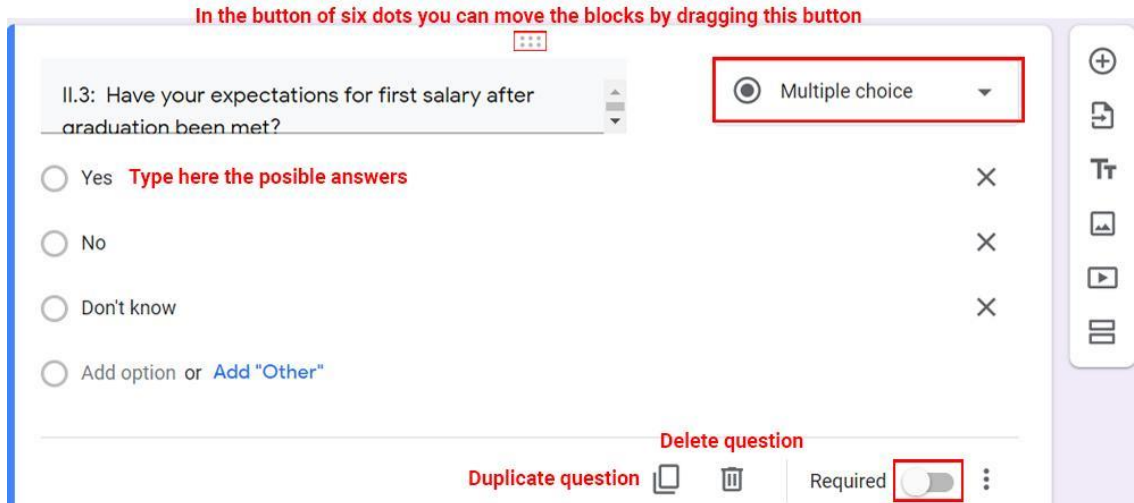 In the button of six dots you can move the blocks by dragging this button
II.3: Have your expectations for first salary after
graduation been met?
Multiple choice
Yes Type here the posible answers
No
Don't know
Add option or Add "Other"
Delete question
Duplicate question
Required
Tт